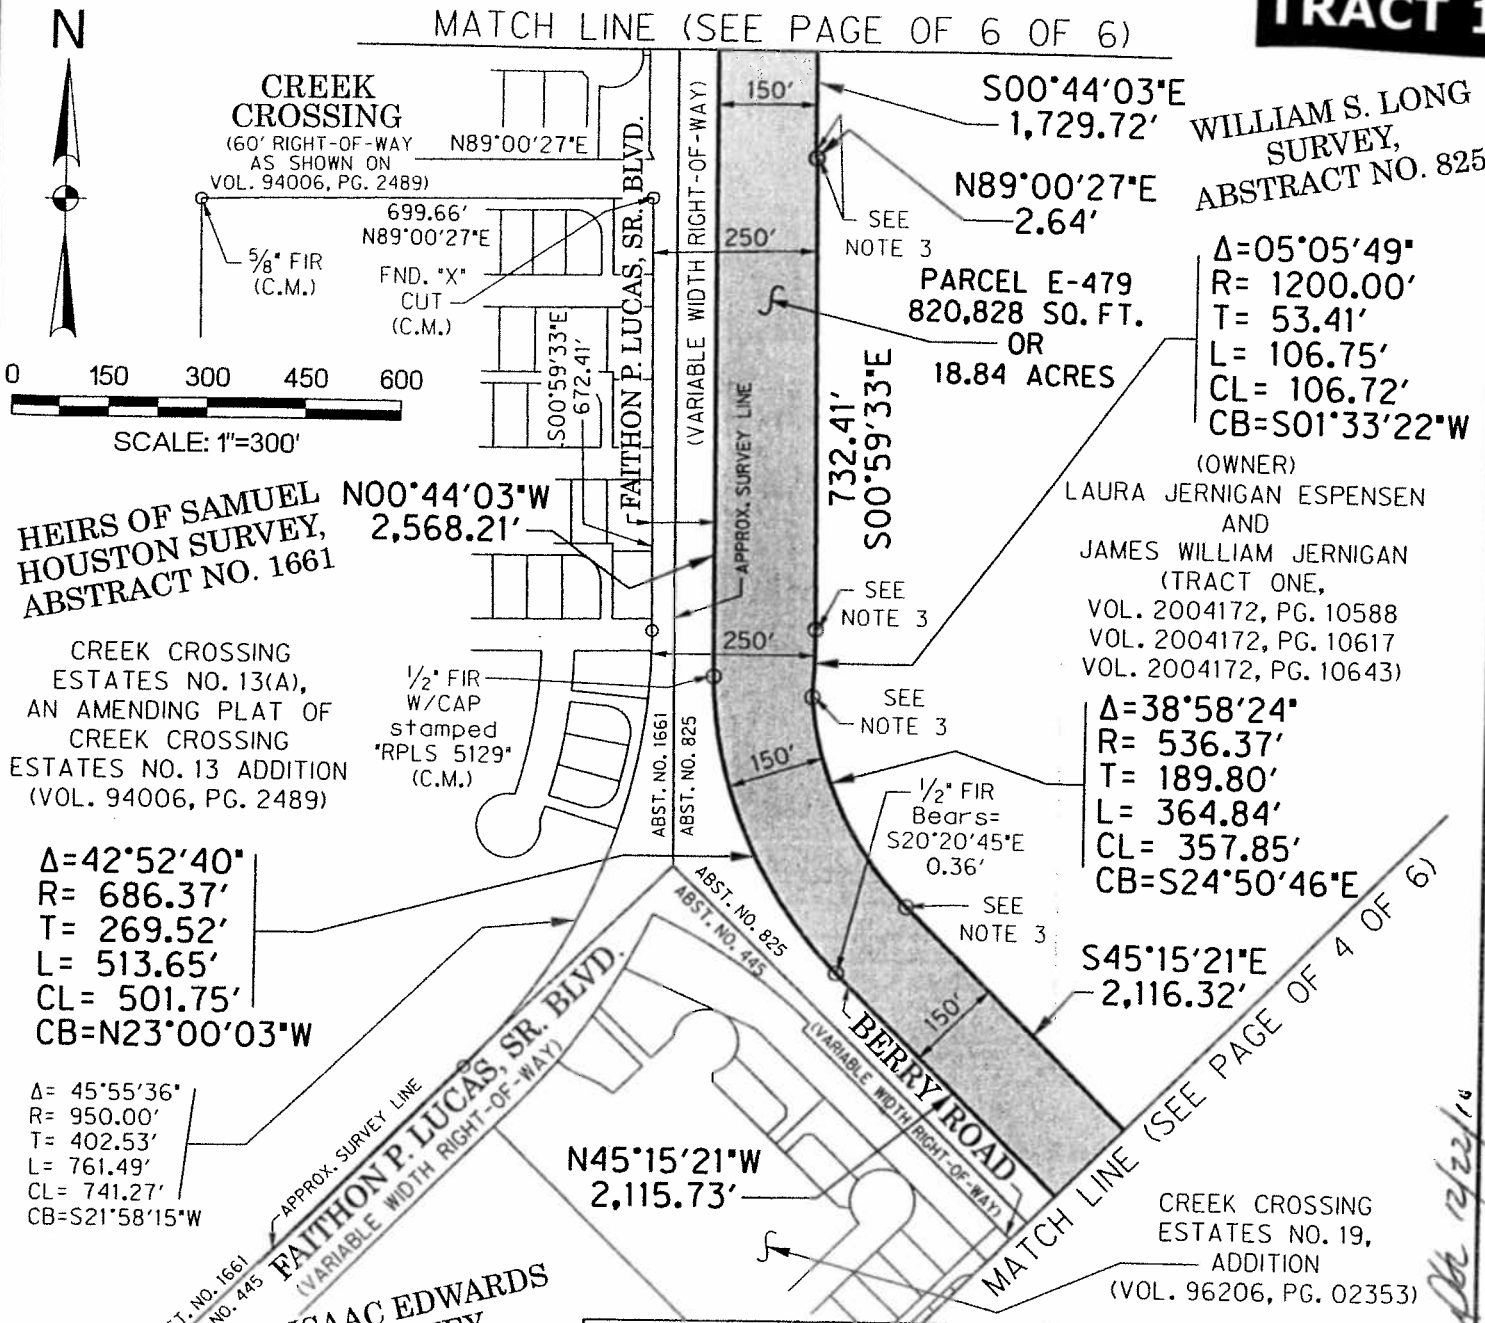 TRACT 1
MATCH LINE (SEE PAGE OF 6 OF 6)
N
CREEK
CROSSING
(60' RIGHT-OF-WAY
AS SHOWN ON
VOL. 94006, PG. 2489)
N89°00'27"E
699.66'
N89°00'27"E
5/8" FIR
(C.M.)
FND. "X"
CUT
(C.M.)
0 150 300 450 600
SCALE: 1"=300'
S00°59'33"E
672.41'
FAITHON P. LUCAS, SR. BLVD.
(VARIABLE WIDTH RIGHT-OF-WAY)
APPROX. SURVEY LINE
150'
250'
S00°44'03"E
1,729.72'
N89°00'27"E
2.64'
SEE
NOTE 3
WILLIAM S. LONG
SURVEY,
ABSTRACT NO. 825
PARCEL E-479
820,828 SQ. FT.
OR
18.84 ACRES
732.41'
S00°59'33"E
Δ=05°05'49"
R= 1200.00'
T= 53.41'
L= 106.75'
CL= 106.72'
CB=S01°33'22"W
(OWNER)
LAURA JERNIGAN ESPENSEN
AND
JAMES WILLIAM JERNIGAN
(TRACT ONE,
VOL. 2004172, PG. 10588
VOL. 2004172, PG. 10617
VOL. 2004172, PG. 10643)
HEIRS OF SAMUEL
HOUSTON SURVEY,
ABSTRACT NO. 1661
N00°44'03"W
2,568.21'
SEE
NOTE 3
250'
CREEK CROSSING
ESTATES NO. 13(A),
AN AMENDING PLAT OF
CREEK CROSSING
ESTATES NO. 13 ADDITION
(VOL. 94006, PG. 2489)
1/2" FIR
W/CAP
stamped
"RPLS 5129"
(C.M.)
ABST. NO. 1661
ABST. NO. 825
SEE
NOTE 3
150'
Δ=38°58'24"
R= 536.37'
T= 189.80'
L= 364.84'
CL= 357.85'
CB=S24°50'46"E
1/2" FIR
Bears=
S20°20'45"E
0.36'
SEE
NOTE 3
Δ=42°52'40"
R= 686.37'
T= 269.52'
L= 513.65'
CL= 501.75'
CB=N23°00'03"W
ABST. NO. 825
ABST. NO. 445
S45°15'21"E
2,116.32'
150'
BERRY ROAD
(VARIABLE WIDTH RIGHT-OF-WAY)
MATCH LINE (SEE PAGE OF 4 OF 6)
Δ= 45°55'36"
R= 950.00'
T= 402.53'
L= 761.49'
CL= 741.27'
CB=S21°58'15"W
APPROX. SURVEY LINE
FAITHON P. LUCAS, SR. BLVD.
(VARIABLE WIDTH RIGHT-OF-WAY)
N45°15'21"W
2,115.73'
CREEK CROSSING
ESTATES NO. 19,
ADDITION
(VOL. 96206, PG. 02353)
ST. NO. 1661
NO. 445
ISAAC EDWARDS
12/22/10